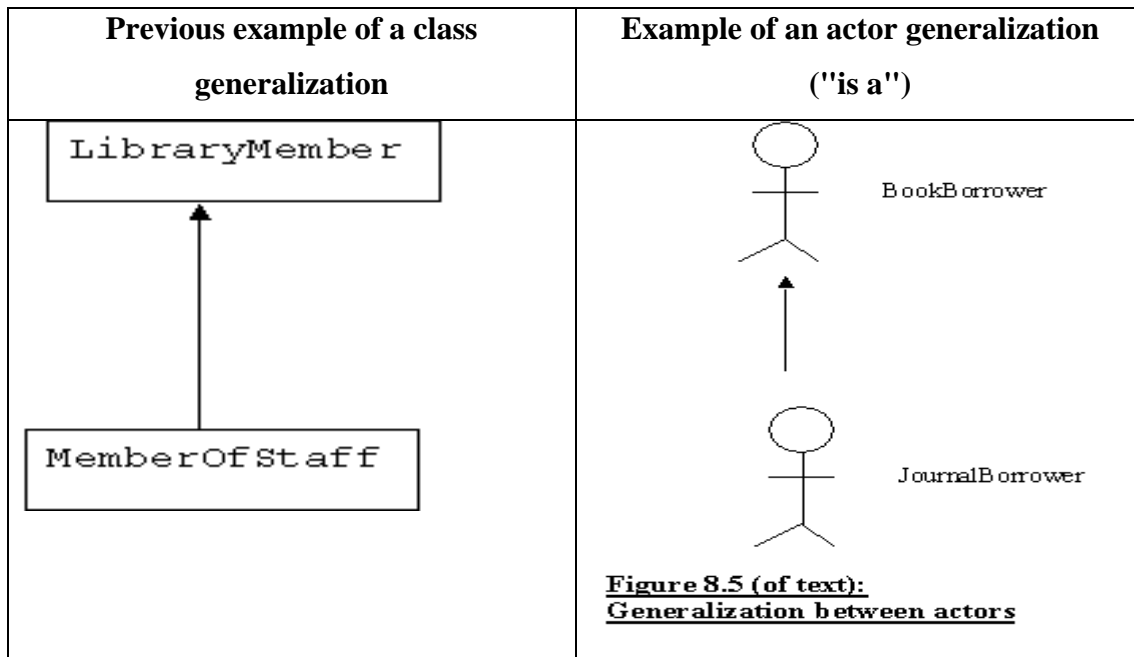 Previous example of a class
generalization
Example of an actor generalization
("is a")
LibraryMember
MemberOfStaff
BookBorrower
JournalBorrower
Figure 8.5 (of text):
Generalization between actors